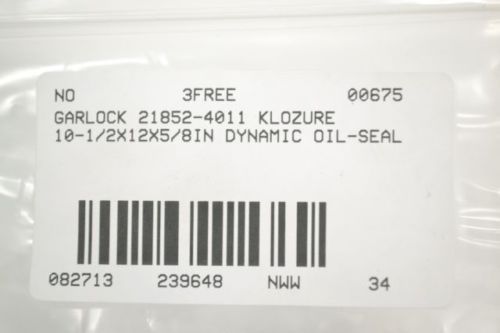 NO 3FREE 00675
GARLOCK 21852-4011 KLOZURE
10-1/2X12X5/8IN DYNAMIC OIL-SEAL
082713 239648 NWW 34